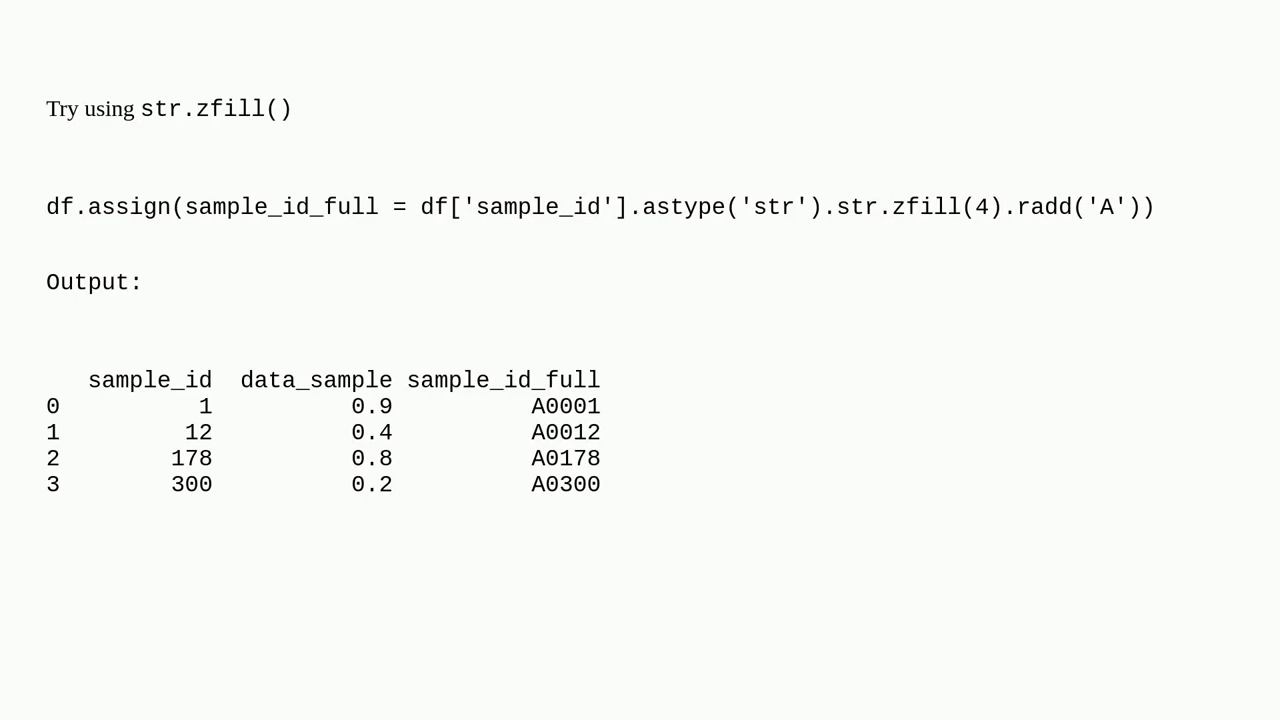 Try using str.zfill()
df.assign(sample_id_full = df['sample_id'].astype('str').str.zfill(4).radd('A'))
Output:
   sample_id  data_sample sample_id_full
0          1          0.9          A0001
1         12          0.4          A0012
2        178          0.8          A0178
3        300          0.2          A0300